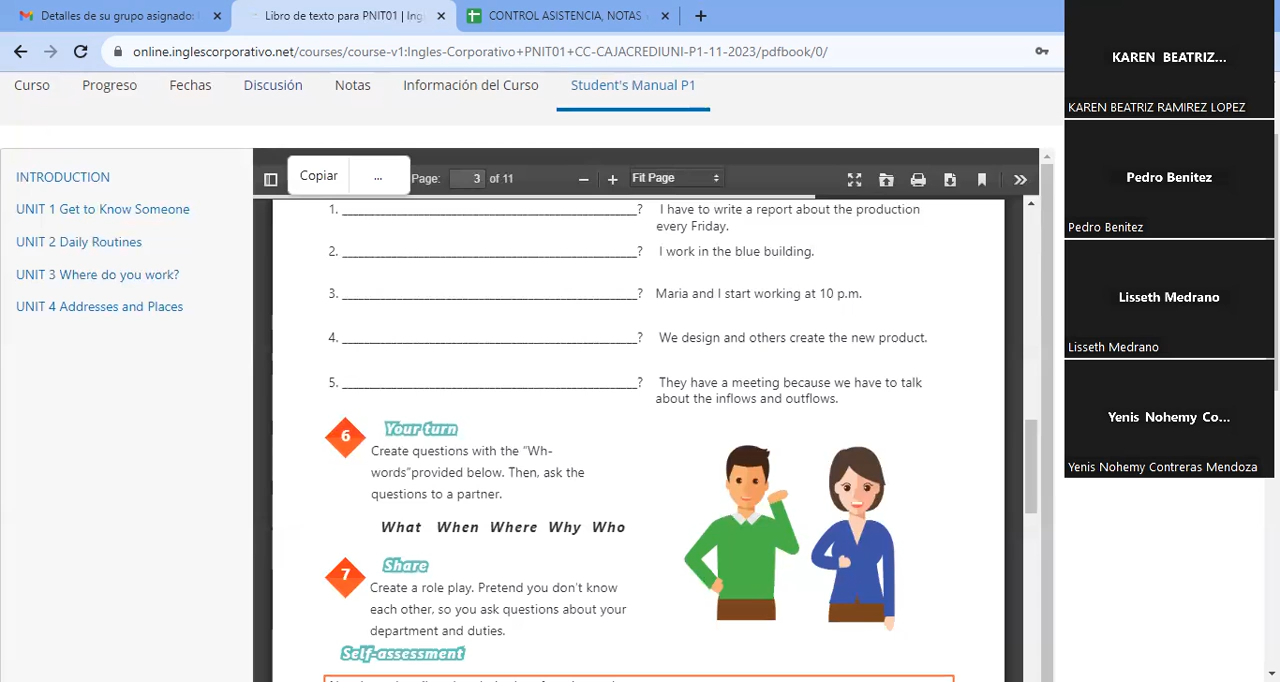 Detalles de su grupo asignado:
Libro de texto para PNIT01 | Ing
CONTROL ASISTENCIA, NOTAS
online.inglescorporativo.net/courses/course-v1:Ingles-Corporativo+PNIT01+CC-CAJACREDIUNI-P1-11-2023/pdfbook/0/
Curso Progreso Fechas Discusión Notas Información del Curso Student's Manual P1
INTRODUCTION
UNIT 1 Get to Know Someone
UNIT 2 Daily Routines
UNIT 3 Where do you work?
UNIT 4 Addresses and Places
Copiar ... Page: 3 of 11 Fit Page
1. ? I have to write a report about the production
every Friday.
2. ? I work in the blue building.
3. ? Maria and I start working at 10 p.m.
4. ? We design and others create the new product.
5. ? They have a meeting because we have to talk
about the inflows and outflows.
6 Your turn
Create questions with the "Wh-
words"provided below. Then, ask the
questions to a partner.
What When Where Why Who
7 Share
Create a role play. Pretend you don't know
each other, so you ask questions about your
department and duties.
Self-assessment
KAREN BEATRIZ...
KAREN BEATRIZ RAMIREZ LOPEZ
Pedro Benitez
Pedro Benitez
Lisseth Medrano
Lisseth Medrano
Yenis Nohemy Co...
Yenis Nohemy Contreras Mendoza